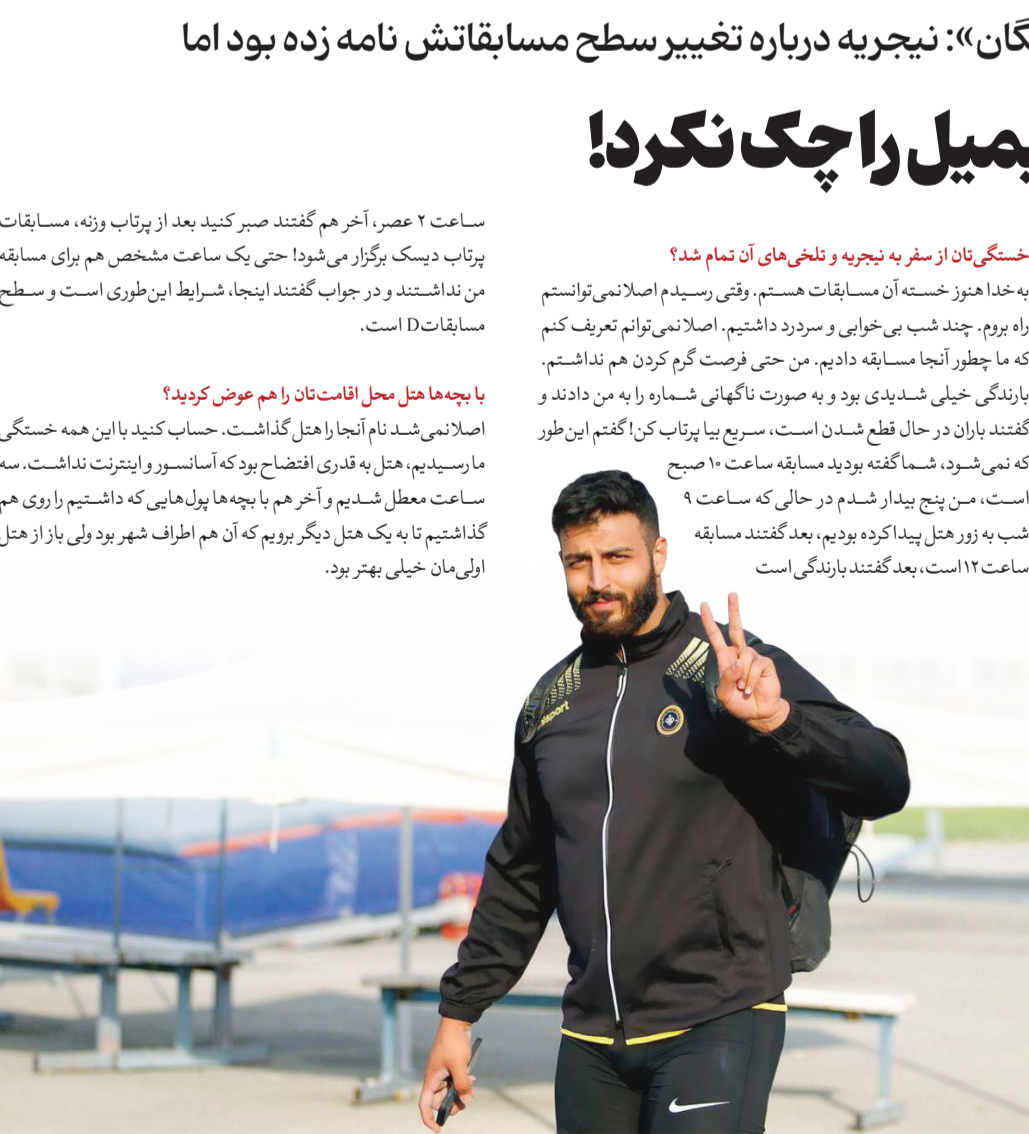 گان»: نیجریه درباره تغییر سطح مسابقاتش نامه زده بود اما
یمیل را چک نکرد!
خستگی‌تان از سفر به نیجریه و تلخی‌های آن تمام شد؟
به خدا هنوز خسته آن مسابقات هستم. وقتی رسیدم اصلا نمی‌توانستم
راه بروم. چند شب بی‌خوابی و سردرد داشتیم. اصلا نمی‌توانم تعریف کنم
که ما چطور آنجا مسابقه دادیم. من حتی فرصت گرم کردن هم نداشتم.
بارندگی خیلی شدیدی بود و به صورت ناگهانی شماره را به من دادند و
گفتند باران در حال قطع شدن است، سریع بیا پرتاب کن! گفتم این‌طور
که نمی‌شود، شما گفته بودید مسابقه ساعت ۱۰ صبح
است، من پنج بیدار شدم در حالی که ساعت ۹
شب به زور هتل پیدا کرده بودیم، بعد گفتند مسابقه
ساعت ۱۲ است، بعد گفتند بارندگی است
ساعت ۲ عصر، آخر هم گفتند صبر کنید بعد از پرتاب وزنه، مسابقات
پرتاب دیسک برگزار می‌شود! حتی یک ساعت مشخص هم برای مسابقه
من نداشتند و در جواب گفتند اینجا، شرایط این‌طوری است و سطح
مسابقات D است.
با بچه‌ها هتل محل اقامت‌تان را هم عوض کردید؟
اصلا نمی‌شد نام آنجا را هتل گذاشت. حساب کنید با این همه خستگی
ما رسیدیم، هتل به قدری افتضاح بود که آسانسور و اینترنت نداشت. سه
ساعت معطل شدیم و آخر هم با بچه‌ها پول‌هایی که داشتیم را روی هم
گذاشتیم تا به یک هتل دیگر برویم که آن هم اطراف شهر بود ولی باز از هتل
اولی‌مان خیلی بهتر بود.